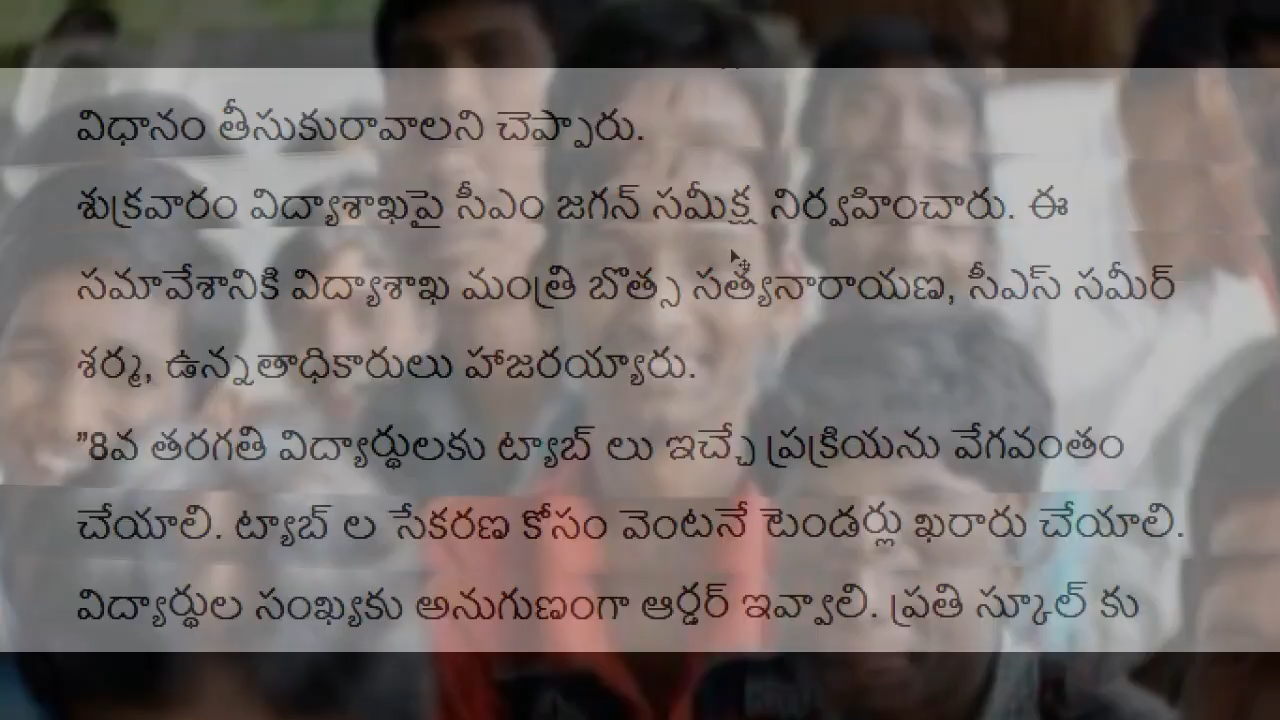 విధానం తీసుకురావాలని చెప్పారు.
శుక్రవారం విద్యాశాఖపై సీఎం జగన్ సమీక్ష నిర్వహించారు. ఈ
సమావేశానికి విద్యాశాఖ మంత్రి బొత్స సత్యనారాయణ, సీఎస్ సమీర్
శర్మ, ఉన్నతాధికారులు హాజరయ్యారు.
”8వ తరగతి విద్యార్థులకు ట్యాబ్ లు ఇచ్చే ప్రక్రియను వేగవంతం
చేయాలి. ట్యాబ్ ల సేకరణ కోసం వెంటనే టెండర్లు ఖరారు చేయాలి.
విద్యార్థుల సంఖ్యకు అనుగుణంగా ఆర్డర్ ఇవ్వాలి. ప్రతి స్కూల్ కు